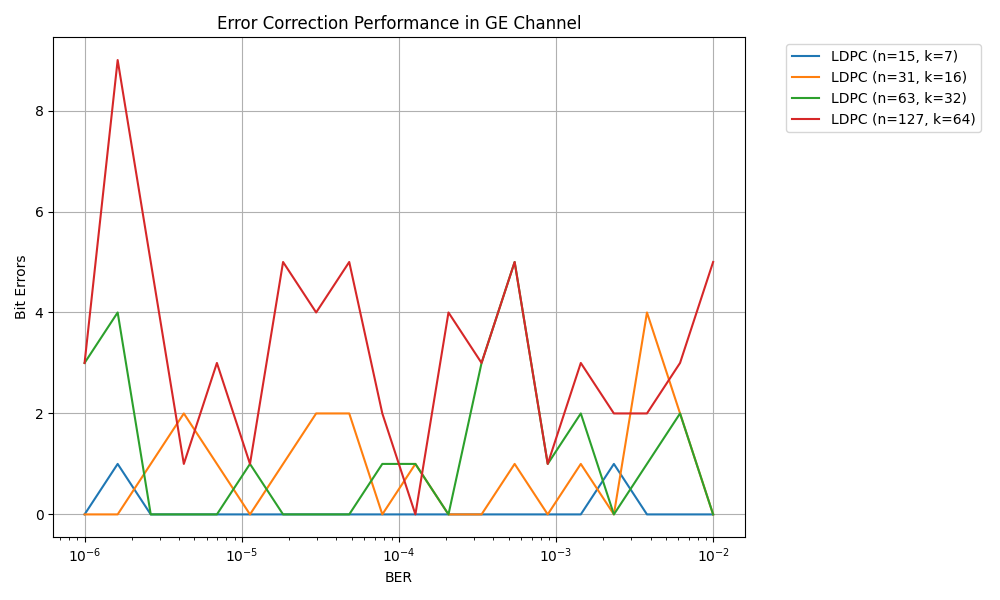 Error Correction Performance in GE Channel
LDPC (n=15, k=7)
LDPC (n=31, k=16)
LDPC (n=63, k=32)
LDPC (n=127, k=64)
Bit Errors
8
6
4
2
0
10⁻⁶ 10⁻⁵ 10⁻⁴ 10⁻³ 10⁻²
BER